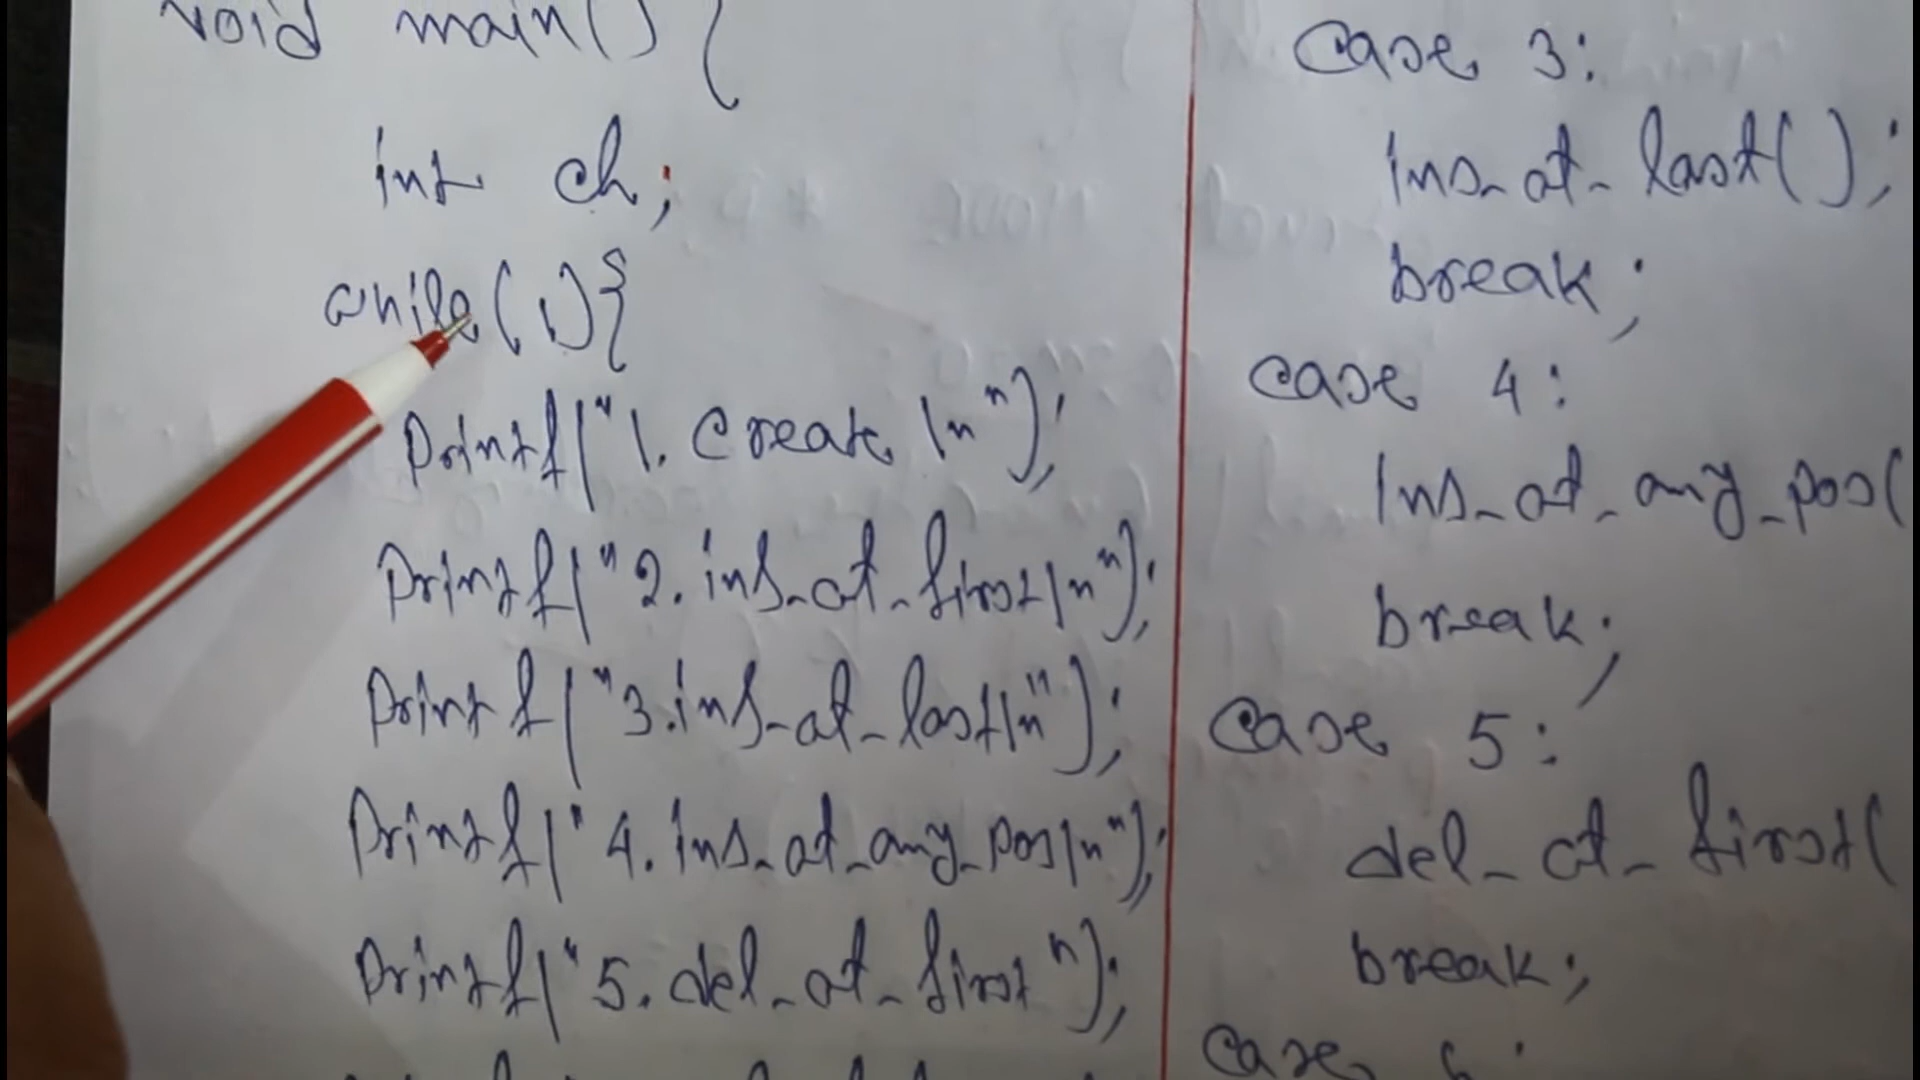 void main() {
int ch;
while(1){
printf("1. Create \n");
printf("2. ins_at_first\n");
printf("3.ins_at_last\n");
printf("4. ins_at_any_pos\n");
printf("5. del_at_first");
case 3:
ins_at_last();
break;
case 4:
ins_at_any_pos(
break;
case 5:
del_at_first(
break;
case